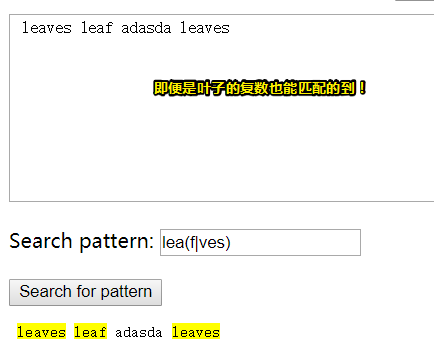 leaves leaf adasda leaves
即便是叶子的复数也能匹配的到！
Search pattern: lea(f|ves)
Search for pattern
leaves leaf adasda leaves